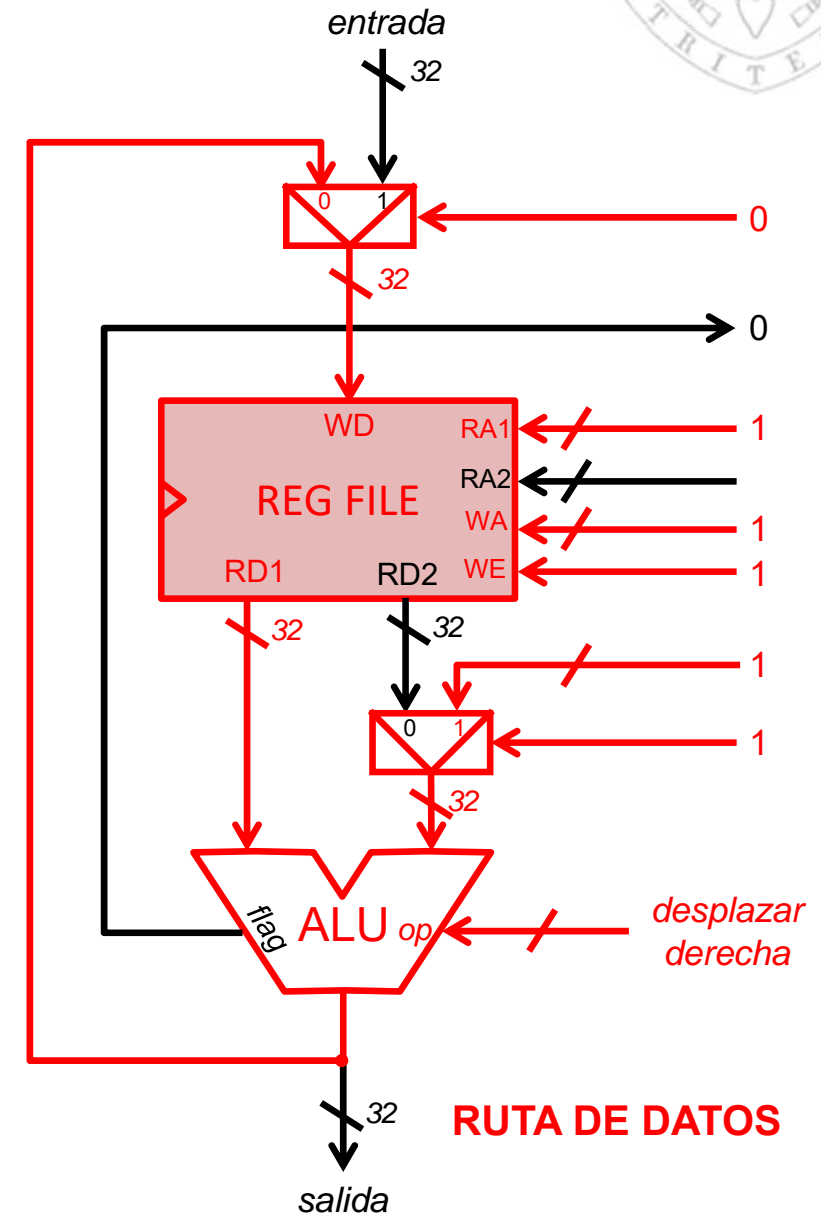 entrada
T R I T E
32
0 1
0
32
0
WD
RA1
1
RA2
REG FILE
WA
1
RD1
RD2
WE
1
32
32
1
0 1
1
32
flag
ALU op
desplazar
derecha
32
RUTA DE DATOS
salida